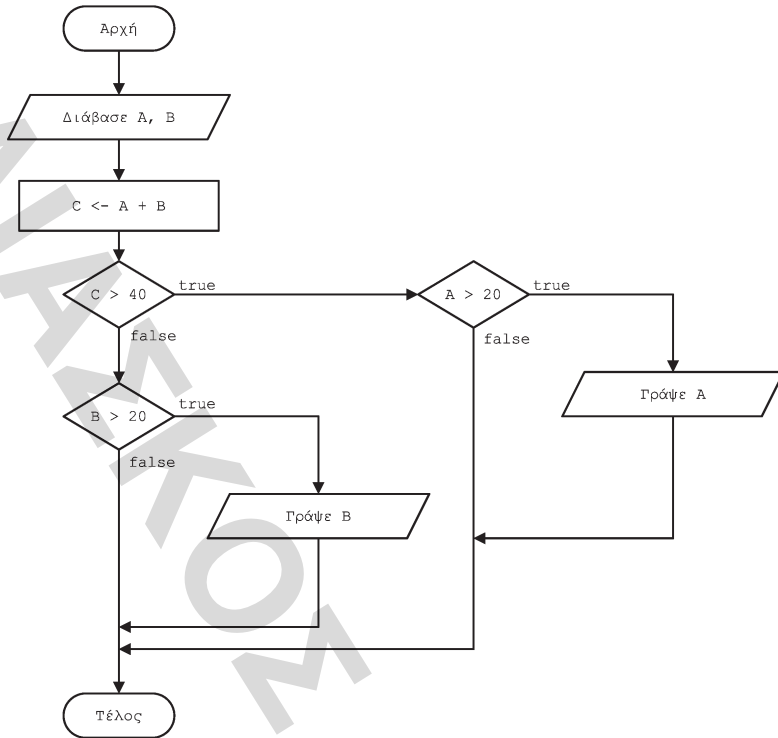 Αρχή
Διάβασε A, B
C <- A + B
C > 40
true
false
A > 20
true
false
Γράψε A
B > 20
true
false
Γράψε B
Τέλος